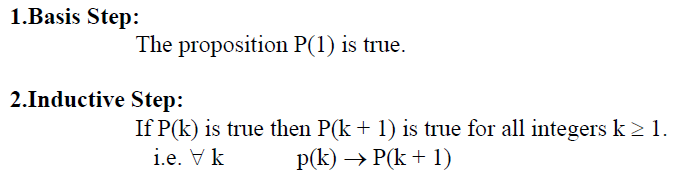 1.Basis Step:
The proposition P(1) is true.
2.Inductive Step:
If P(k) is true then P(k + 1) is true for all integers k ≥ 1.
i.e. ∀ k p(k) → P(k + 1)